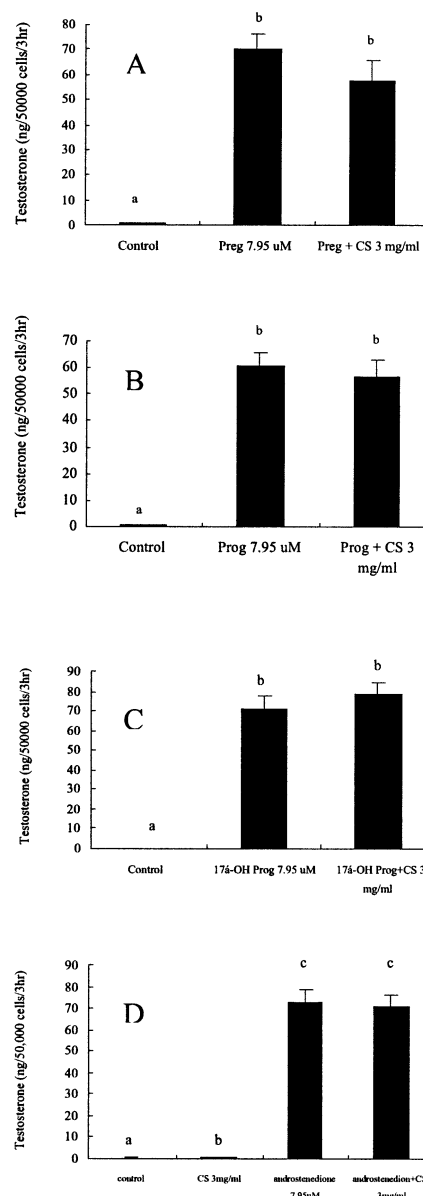 Testosterone (ng/50000 cells/3hr)
80
70
60
50
40
30
20
10
0
A
a
b
b
Control
Preg 7.95 uM
Preg + CS 3 mg/ml
Testosterone (ng/50000 cells/3hr)
70
60
50
40
30
20
10
0
B
a
b
b
Control
Prog 7.95 uM
Prog + CS 3
mg/ml
Testosterone (ng/50000 cells/3hr)
90
80
70
60
50
40
30
20
10
0
C
a
b
b
Control
17á-OH Prog 7.95 uM
17á-OH Prog+CS 3
mg/ml
Testosterone (ng/50,000 cells/3hr)
90
80
70
60
50
40
30
20
10
0
D
a
b
c
c
control
CS 3mg/ml
androstenedione
7.95uM
androstenedion+CS
3mg/ml